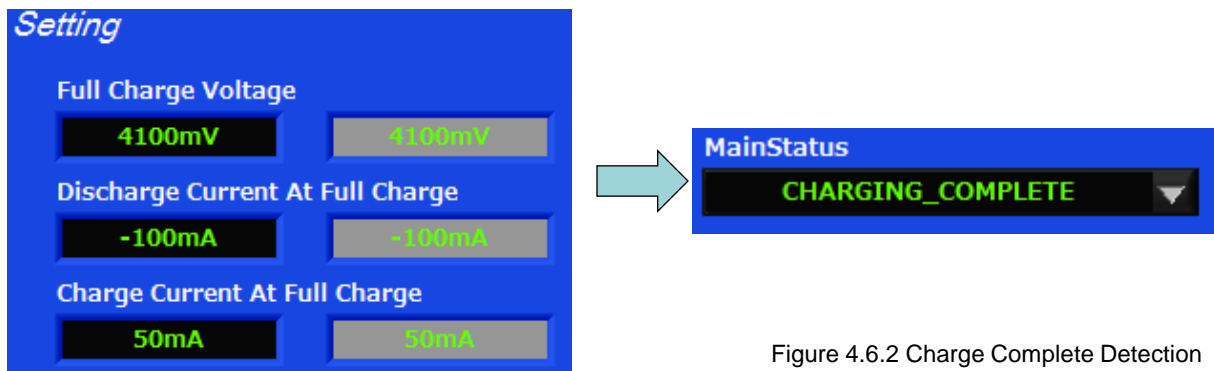 Setting
Full Charge Voltage
4100mV 4100mV
Discharge Current At Full Charge
-100mA -100mA
Charge Current At Full Charge
50mA 50mA
MainStatus
CHARGING_COMPLETE
Figure 4.6.2 Charge Complete Detection